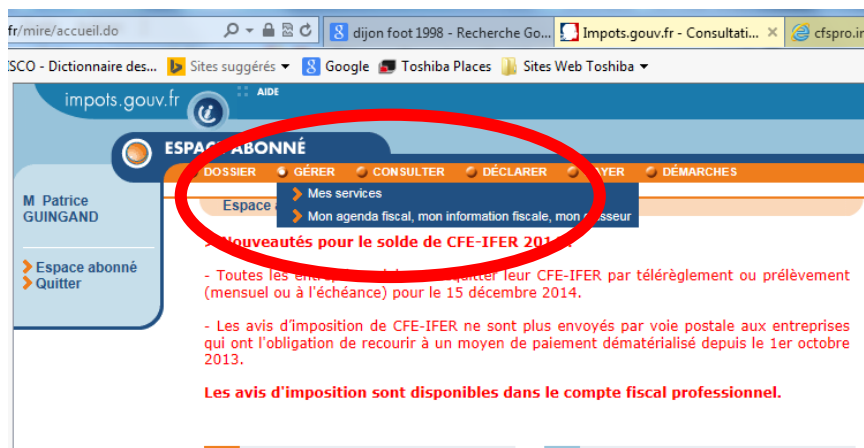 fr/mire/accueil.do
dijon foot 1998 - Recherche Go...
Impots.gouv.fr - Consultati...
cfspro.in
ISCO - Dictionnaire des...
Sites suggérés
Google
Toshiba Places
Sites Web Toshiba
impots.gouv.fr
AIDE
ESPACE ABONNÉ
DOSSIER GÉRER CONSULTER DÉCLARER DÉMARCHES
M Patrice
GUINGAND
Mes services
Espace
Mon agenda fiscal, mon information fiscale, mon
Espace abonné
Quitter
Nouveautés pour le solde de CFE-IFER
- Toutes les leur CFE-IFER par télérèglement ou prélèvement
(mensuel ou à l'échéance) pour le 15 décembre 2014.
- Les avis d'imposition de CFE-IFER ne sont plus envoyés par voie postale aux entreprises
qui ont l'obligation de recourir à un moyen de paiement dématérialisé depuis le 1er octobre
2013.
Les avis d'imposition sont disponibles dans le compte fiscal professionnel.